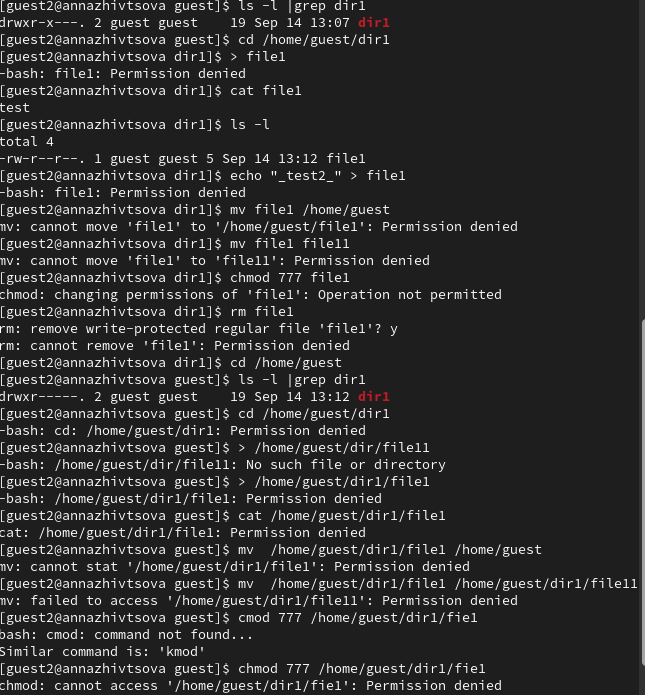 [guest2@annazhivtsova guest]$ ls -l |grep dir1
drwxr-x---. 2 guest guest    19 Sep 14 13:07 dir1
[guest2@annazhivtsova guest]$ cd /home/guest/dir1
[guest2@annazhivtsova dir1]$ > file1
-bash: file1: Permission denied
[guest2@annazhivtsova dir1]$ cat file1
test
[guest2@annazhivtsova dir1]$ ls -l
total 4
-rw-r--r--. 1 guest guest 5 Sep 14 13:12 file1
[guest2@annazhivtsova dir1]$ echo "_test2_" > file1
-bash: file1: Permission denied
[guest2@annazhivtsova dir1]$ mv file1 /home/guest
mv: cannot move 'file1' to '/home/guest/file1': Permission denied
[guest2@annazhivtsova dir1]$ mv file1 file11
mv: cannot move 'file1' to 'file11': Permission denied
[guest2@annazhivtsova dir1]$ chmod 777 file1
chmod: changing permissions of 'file1': Operation not permitted
[guest2@annazhivtsova dir1]$ rm file1
rm: remove write-protected regular file 'file1'? y
rm: cannot remove 'file1': Permission denied
[guest2@annazhivtsova dir1]$ cd /home/guest
[guest2@annazhivtsova guest]$ ls -l |grep dir1
drwxr-----. 2 guest guest    19 Sep 14 13:12 dir1
[guest2@annazhivtsova guest]$ cd /home/guest/dir1
-bash: cd: /home/guest/dir1: Permission denied
[guest2@annazhivtsova guest]$ > /home/guest/dir/file11
-bash: /home/guest/dir/file11: No such file or directory
[guest2@annazhivtsova guest]$ > /home/guest/dir1/file1
-bash: /home/guest/dir1/file1: Permission denied
[guest2@annazhivtsova guest]$ cat /home/guest/dir1/file1
cat: /home/guest/dir1/file1: Permission denied
[guest2@annazhivtsova guest]$ mv  /home/guest/dir1/file1 /home/guest
mv: cannot stat '/home/guest/dir1/file1': Permission denied
[guest2@annazhivtsova guest]$ mv  /home/guest/dir1/file1 /home/guest/dir1/file11
mv: failed to access '/home/guest/dir1/file11': Permission denied
[guest2@annazhivtsova guest]$ cmod 777 /home/guest/dir1/fie1
bash: cmod: command not found...
Similar command is: 'kmod'
[guest2@annazhivtsova guest]$ chmod 777 /home/guest/dir1/fie1
chmod: cannot access '/home/guest/dir1/fie1': Permission denied